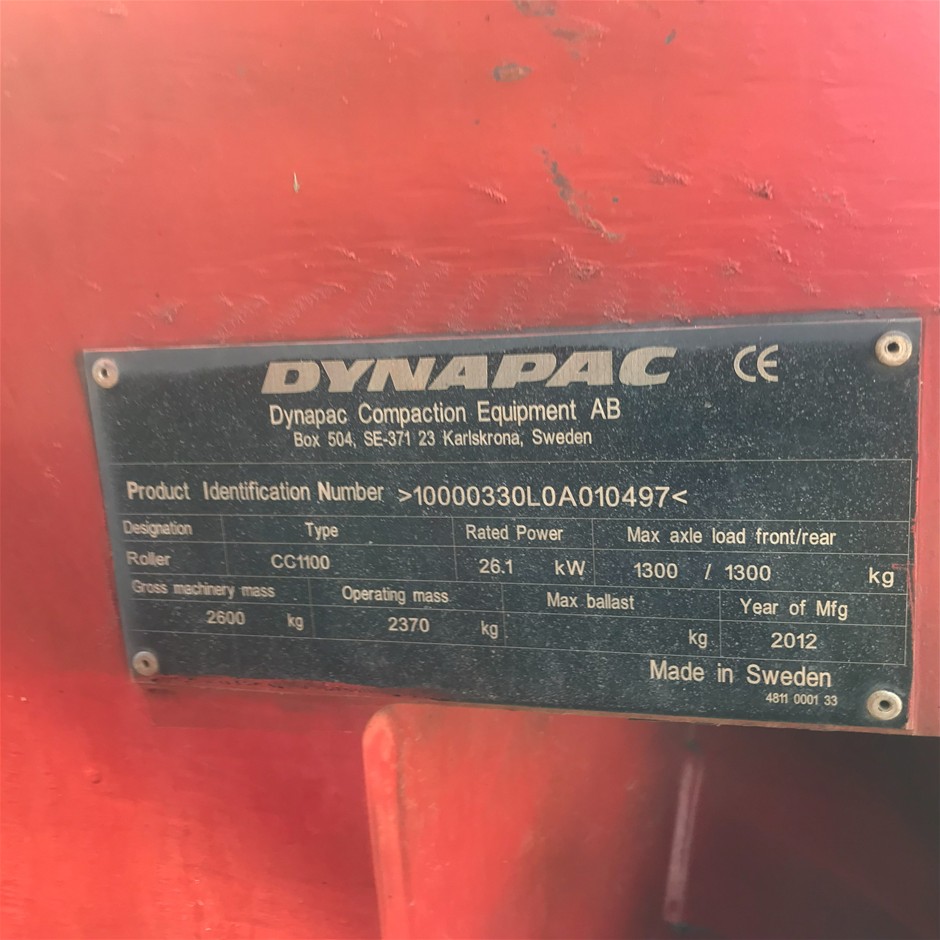 DYNAPAC CE
Dynapac Compaction Equipment AB
Box 504, SE-371 23 Karlskrona, Sweden
Product Identification Number >10000330L0A010497<
Designation Type Rated Power Max axle load front/rear
Roller CC1100 26.1 kW 1300 / 1300 kg
Gross machinery mass Operating mass Max ballast Year of Mfg
2600 kg 2370 kg kg 2012
Made in Sweden
4811 0001 33